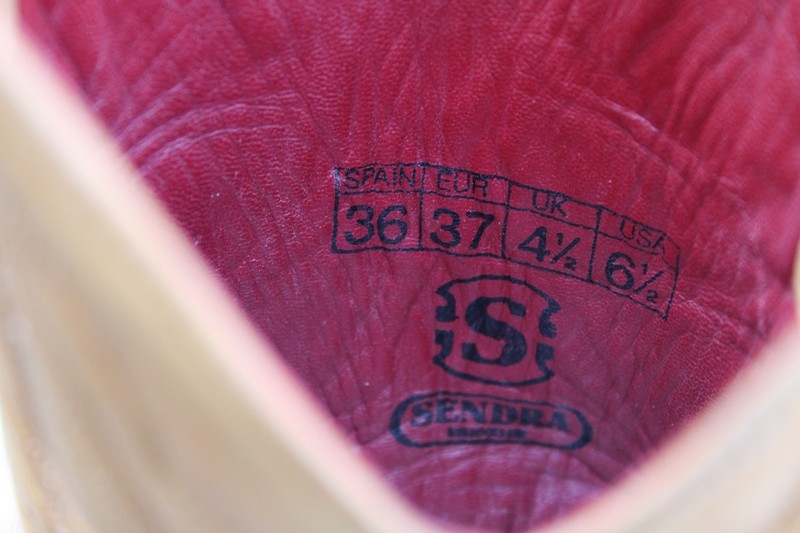 SPAIN EUR UK USA
36 37 4½ 6½
S
SENDRA